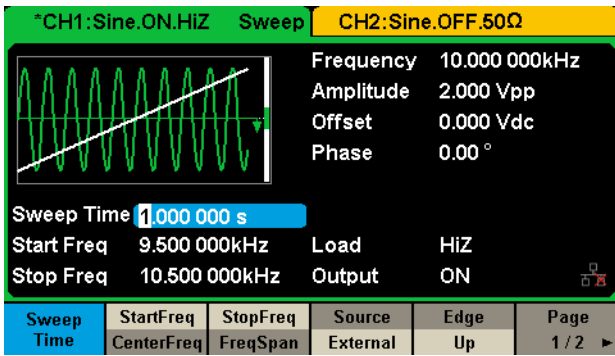 *CH1:Sine.ON.HiZ Sweep CH2:Sine.OFF.50Ω
Frequency 10.000 000kHz
Amplitude 2.000 Vpp
Offset 0.000 Vdc
Phase 0.00 °
Sweep Time 1.000 000 s
Start Freq 9.500 000kHz Load HiZ
Stop Freq 10.500 000kHz Output ON
Sweep Time StartFreq StopFreq Source Edge Page
CenterFreq FreqSpan External Up 1/2 ►